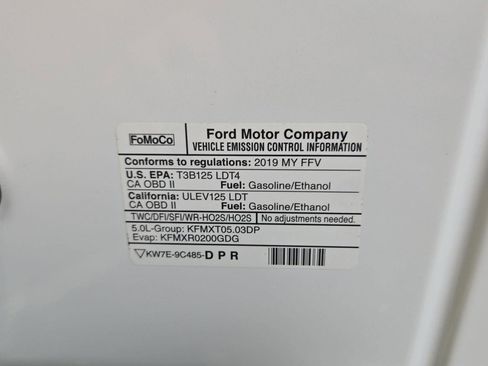 FoMoCo
Ford Motor Company
VEHICLE EMISSION CONTROL INFORMATION
Conforms to regulations: 2019 MY FFV
U.S. EPA: T3B125 LDT4
CA OBD II Fuel: Gasoline/Ethanol
California: ULEV125 LDT
CA OBD II Fuel: Gasoline/Ethanol
TWC/DFI/SFI/WR-HO2S/HO2S No adjustments needed.
5.0L-Group: KFMXT05.03DP
Evap: KFMXR0200GDG
KW7E-9C485-DPR